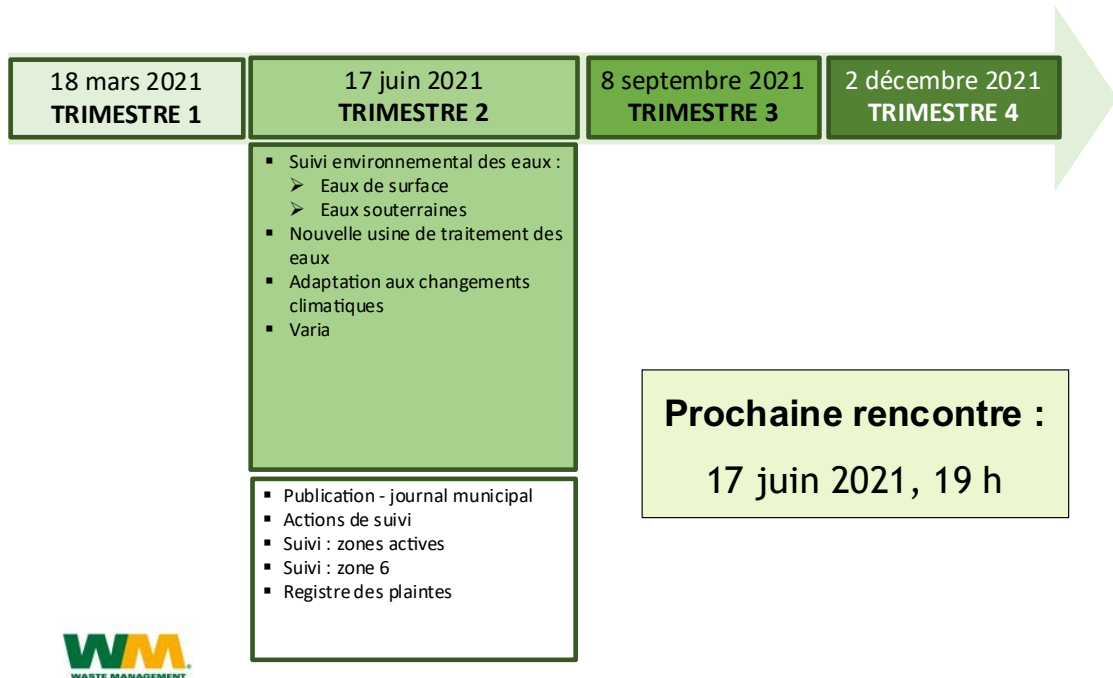 18 mars 2021
TRIMESTRE 1
17 juin 2021
TRIMESTRE 2
8 septembre 2021
TRIMESTRE 3
2 décembre 2021
TRIMESTRE 4
▪ Suivi environnemental des eaux :
➢ Eaux de surface
➢ Eaux souterraines
▪ Nouvelle usine de traitement des
eaux
▪ Adaptation aux changements
climatiques
▪ Varia
Prochaine rencontre :
17 juin 2021, 19 h
▪ Publication - journal municipal
▪ Actions de suivi
▪ Suivi : zones actives
▪ Suivi : zone 6
▪ Registre des plaintes
WM
WASTE MANAGEMENT